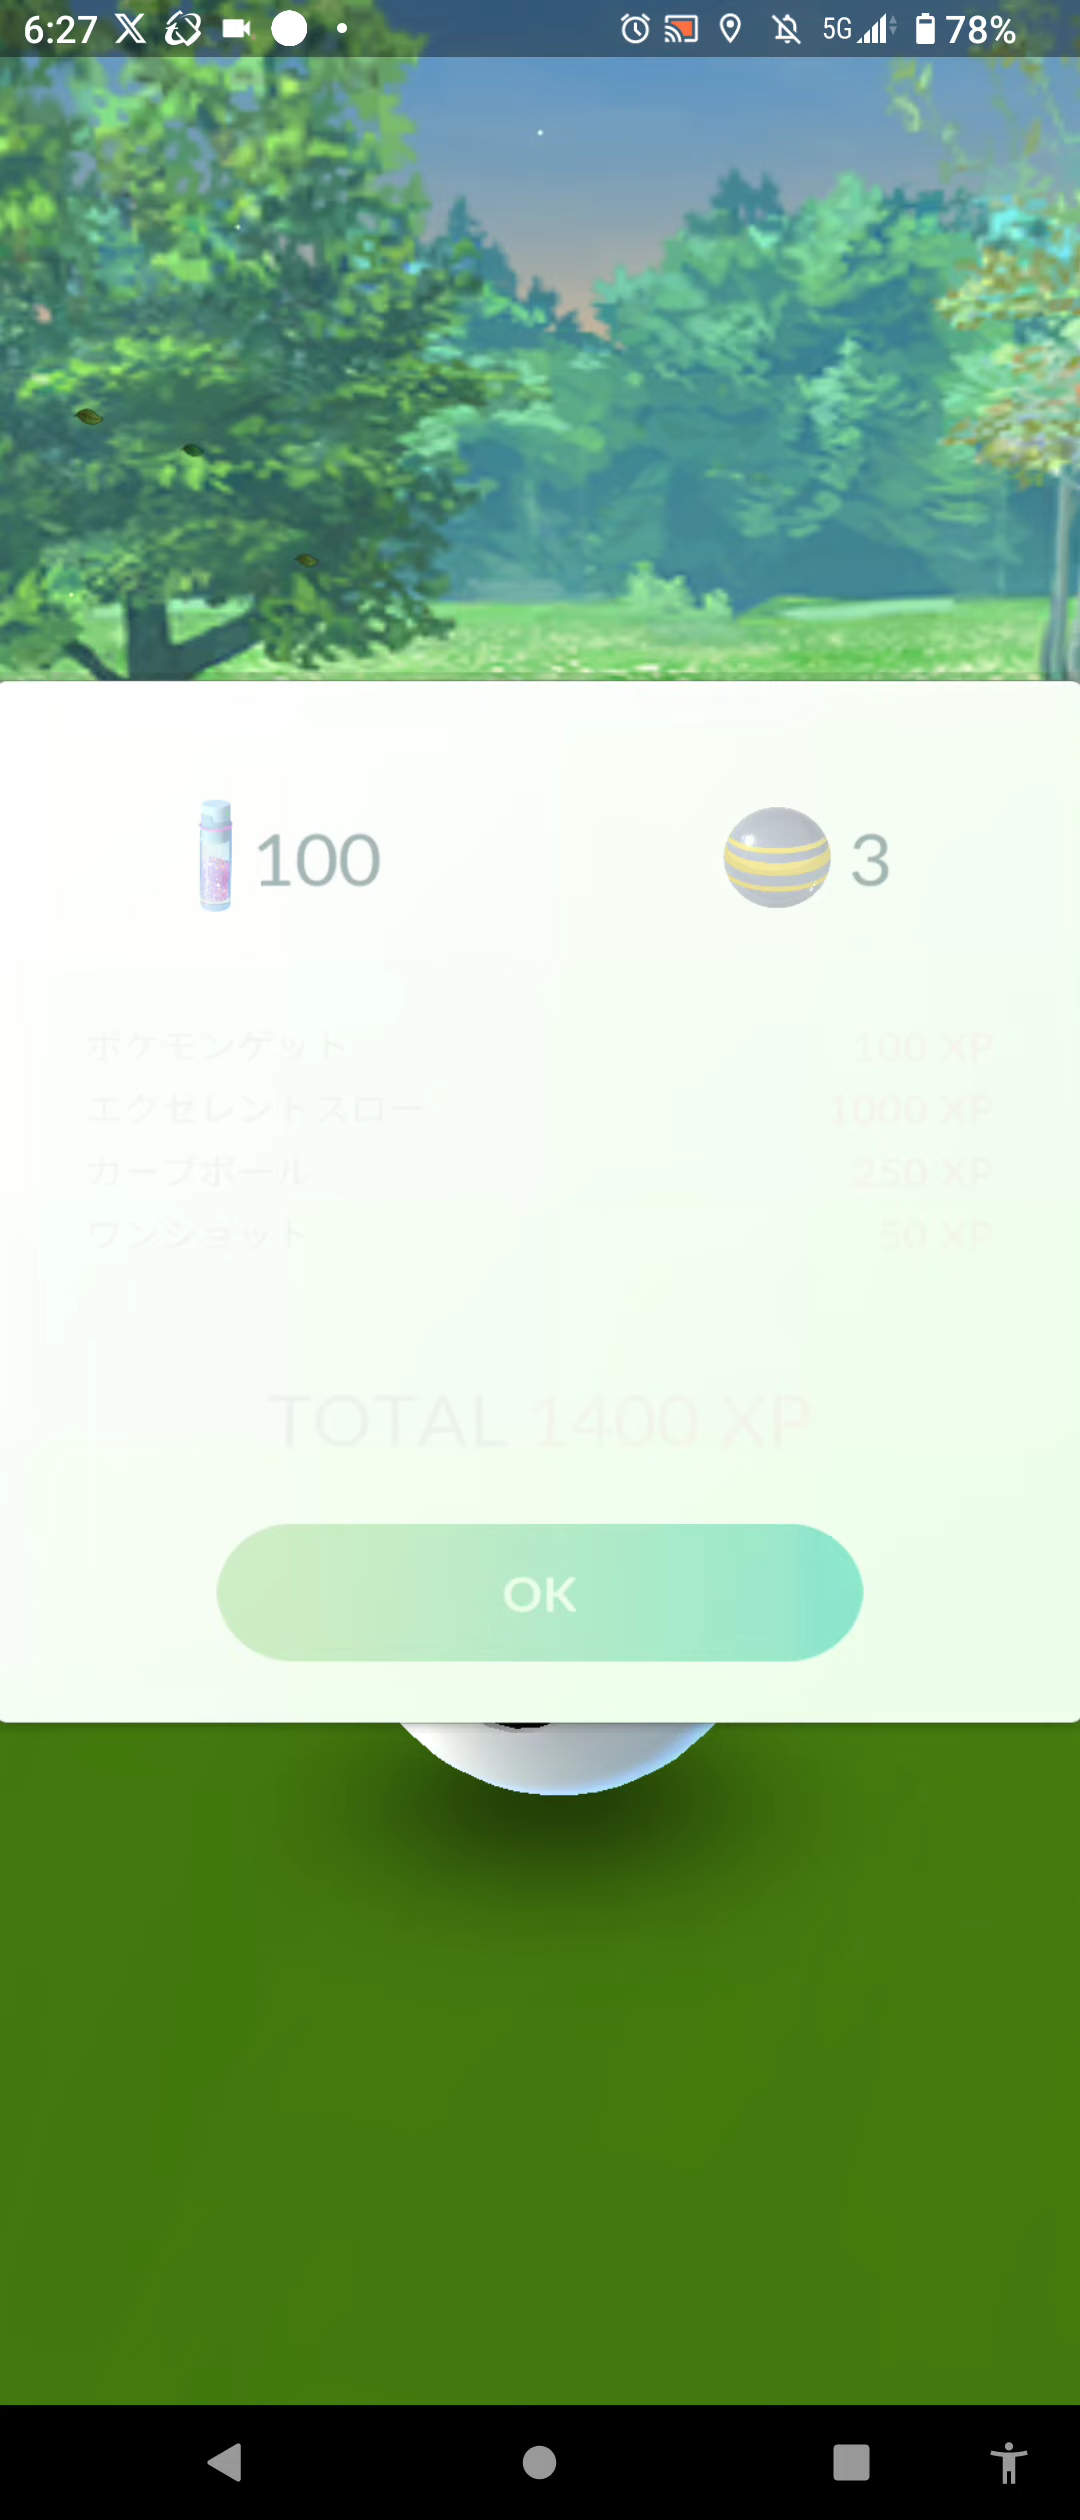 6:27
5G
78%
100
3
ポケモンゲット 100 XP
エクセレントスロー 1000 XP
カーブボール 250 XP
ワンショット 50 XP
TOTAL 1400 XP
OK